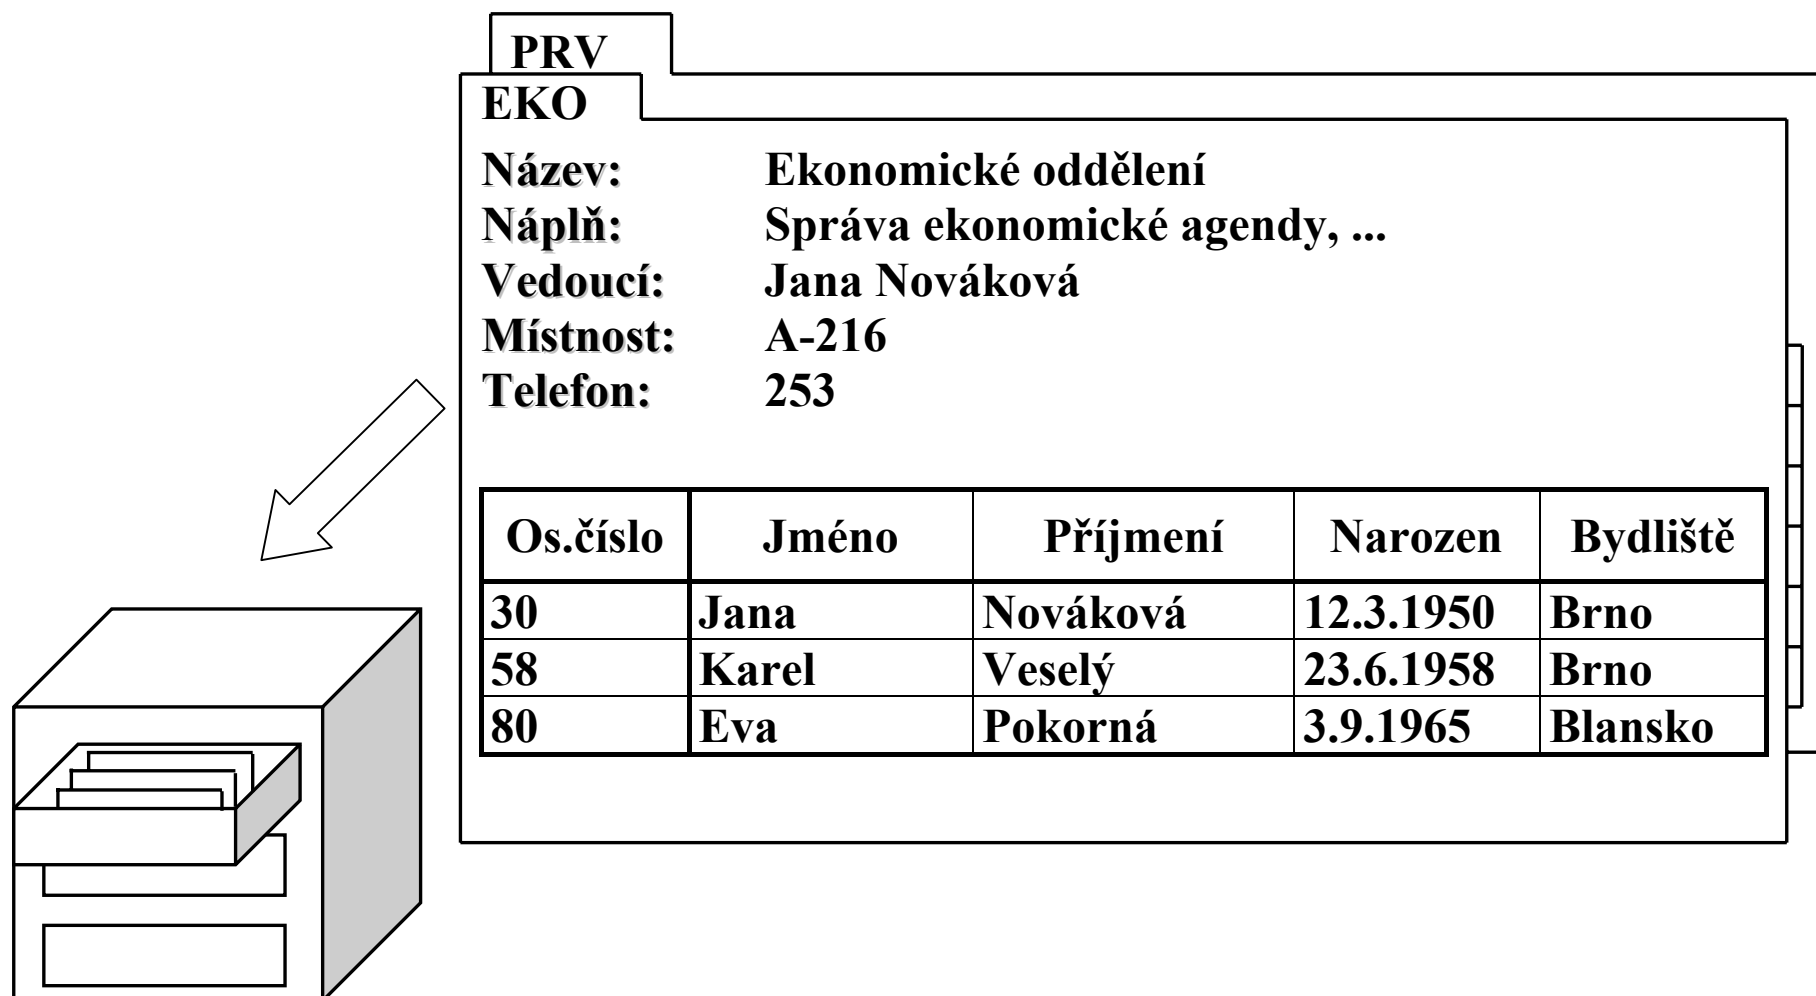 PRV
EKO
Název: Ekonomické oddělení
Náplň: Správa ekonomické agendy, ...
Vedoucí: Jana Nováková
Místnost: A-216
Telefon: 253
Os.číslo Jméno Příjmení Narozen Bydliště
30 Jana Nováková 12.3.1950 Brno
58 Karel Veselý 23.6.1958 Brno
80 Eva Pokorná 3.9.1965 Blansko